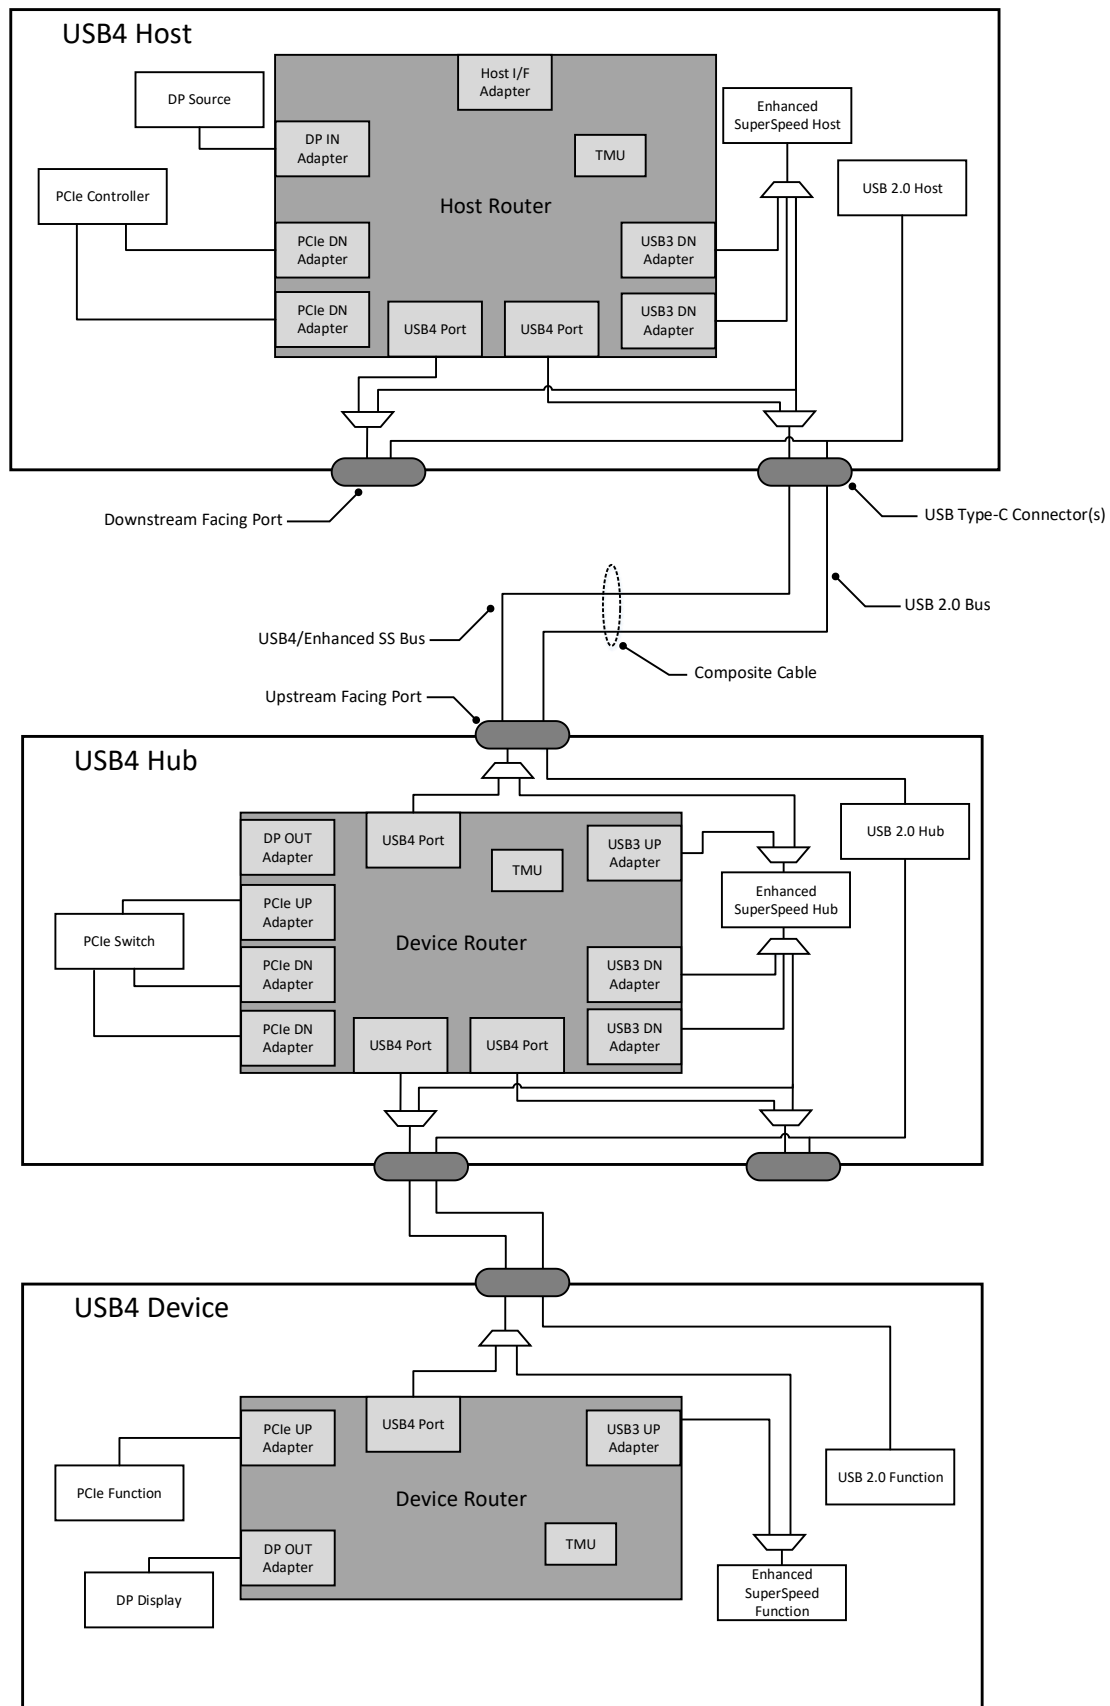 USB4 Host
Host I/F
Adapter
DP Source
Enhanced
SuperSpeed Host
DP IN
Adapter
TMU
PCIe Controller
USB 2.0 Host
Host Router
PCIe DN
Adapter
USB3 DN
Adapter
PCIe DN
Adapter
USB4 Port
USB4 Port
USB3 DN
Adapter
Downstream Facing Port
USB Type-C Connector(s)
USB 2.0 Bus
USB4/Enhanced SS Bus
Composite Cable
Upstream Facing Port
USB4 Hub
DP OUT
Adapter
USB4 Port
USB3 UP
Adapter
USB 2.0 Hub
TMU
PCIe UP
Adapter
Enhanced
SuperSpeed Hub
PCIe Switch
Device Router
PCIe DN
Adapter
USB3 DN
Adapter
PCIe DN
Adapter
USB4 Port
USB4 Port
USB3 DN
Adapter
USB4 Device
PCIe UP
Adapter
USB4 Port
USB3 UP
Adapter
USB 2.0 Function
PCIe Function
Device Router
DP OUT
Adapter
TMU
DP Display
Enhanced
SuperSpeed
Function